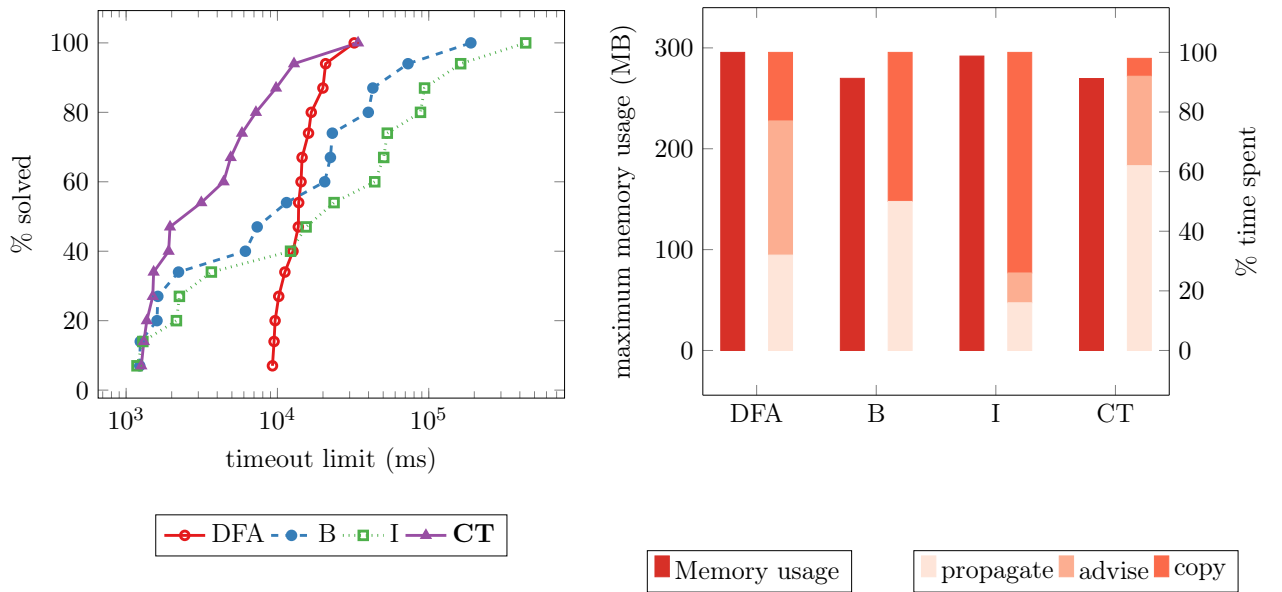 100
80
60
40
20
0
% solved
10^3 10^4 10^5
timeout limit (ms)
DFA B I CT
300
200
100
0
maximum memory usage (MB)
100
80
60
40
20
0
% time spent
DFA B I CT
Memory usage
propagate advise copy